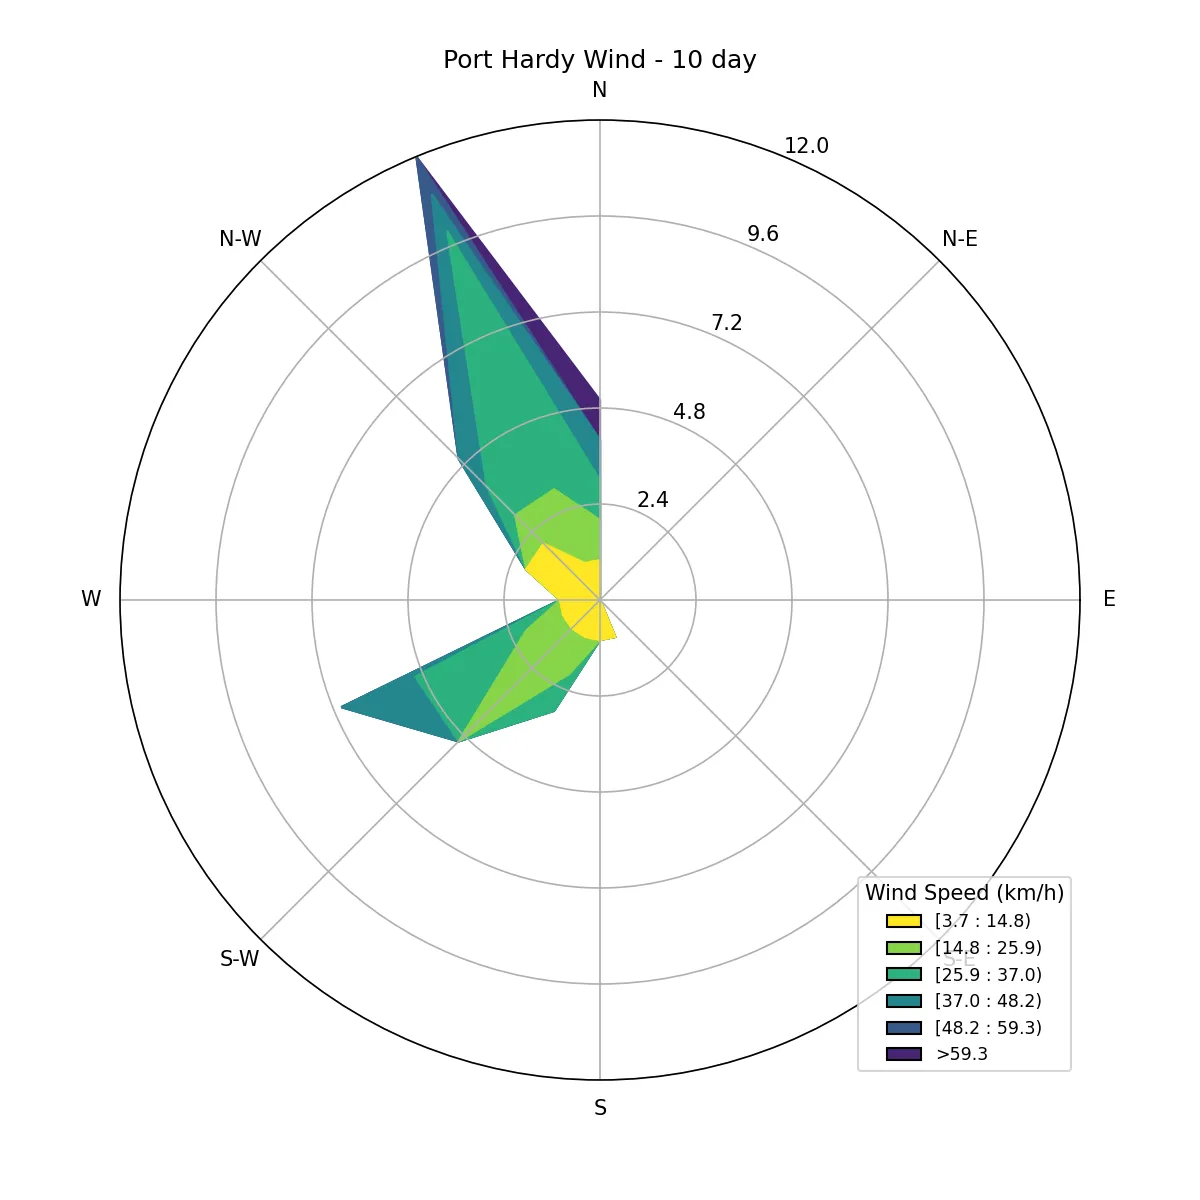 Port Hardy Wind - 10 day
N
12.0
N-W
9.6
N-E
7.2
4.8
2.4
W
E
Wind Speed (km/h)
[3.7 : 14.8)
[14.8 : 25.9)
S-W
S-E
[25.9 : 37.0)
[37.0 : 48.2)
[48.2 : 59.3)
>59.3
S